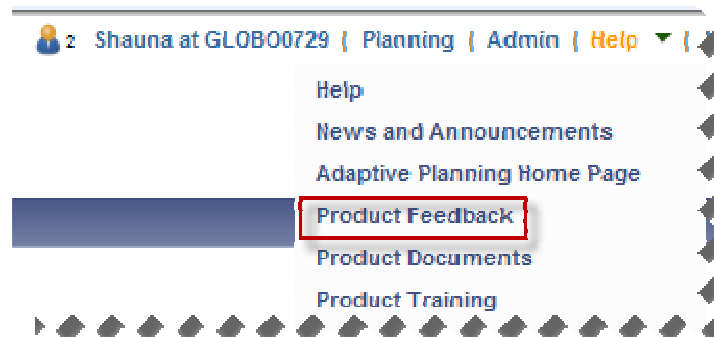 2 Shauna at GLOBO0729 | Planning | Admin | Help ▼ |
Help
News and Announcements
Adaptive Planning Home Page
Product Feedback
Product Documents
Product Training